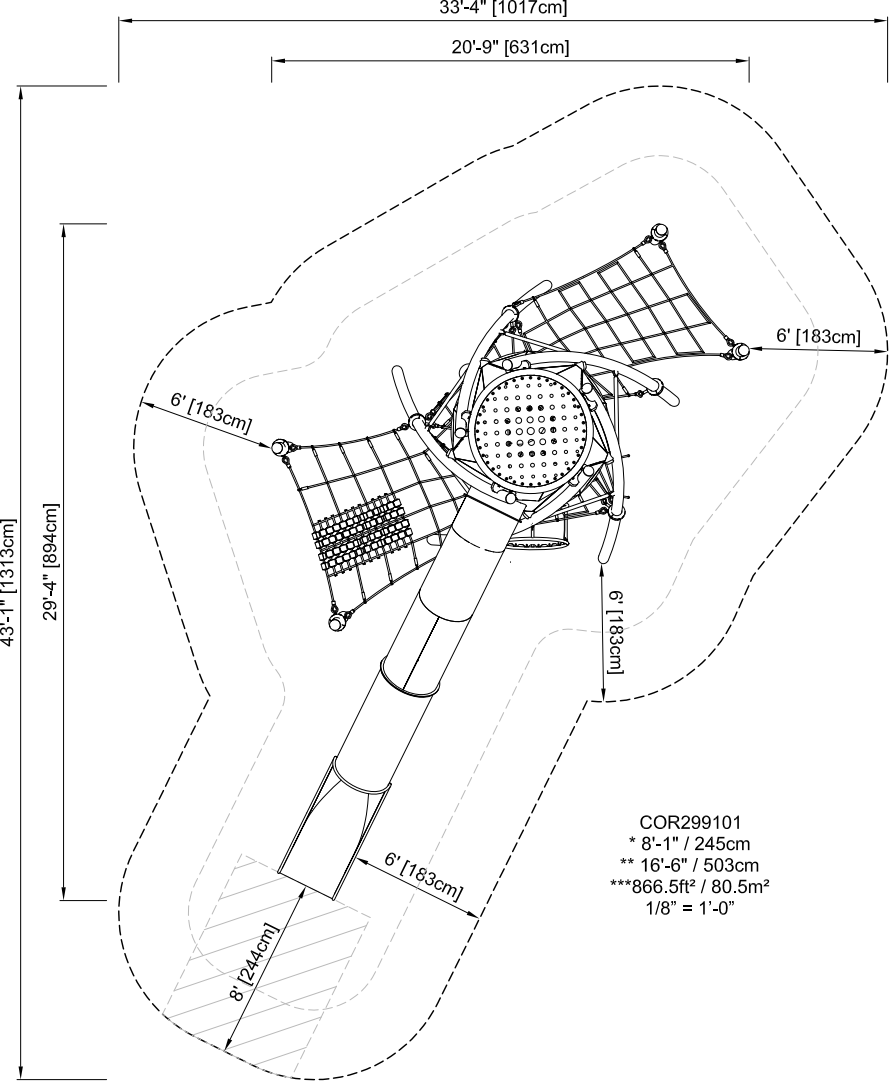 33'-4" [1017cm]
20'-9" [631cm]
6' [183cm]
6' [183cm]
43'-1" [1313cm]
29'-4" [894cm]
6' [183cm]
COR299101
* 8'-1" / 245cm
** 16'-6" / 503cm
***866.5ft² / 80.5m²
1/8” = 1'-0”
6' [183cm]
8' [244cm]